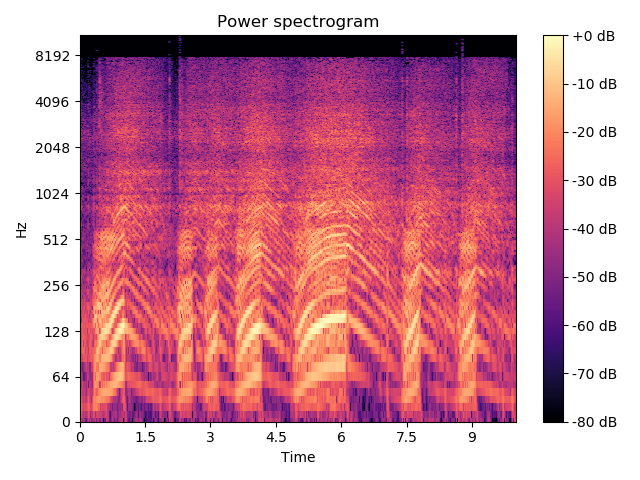 Power spectrogram
8192
4096
2048
1024
512
256
128
64
0
Hz
0 1.5 3 4.5 6 7.5 9
Time
+0 dB
-10 dB
-20 dB
-30 dB
-40 dB
-50 dB
-60 dB
-70 dB
-80 dB